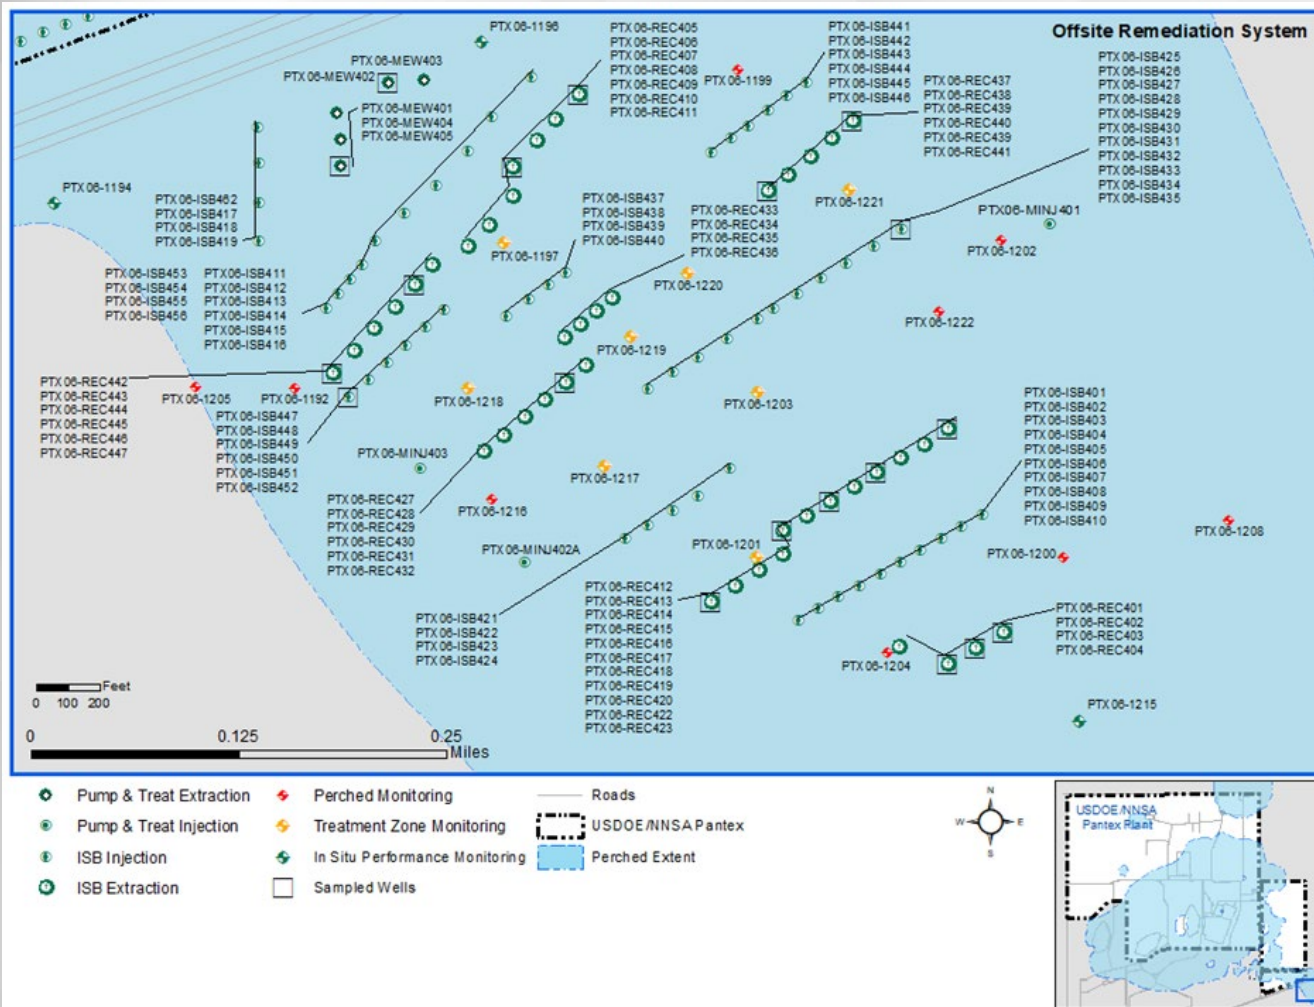 Offsite Remediation System
PTX06-1196
PTX06-REC405
PTX06-REC406
PTX06-REC407
PTX06-REC408
PTX06-REC409
PTX06-REC410
PTX06-REC411
PTX06-ISB441
PTX06-ISB442
PTX06-ISB443
PTX06-ISB444
PTX06-ISB445
PTX06-ISB446
PTX06-ISB425
PTX06-ISB426
PTX06-ISB427
PTX06-ISB428
PTX06-ISB429
PTX06-ISB430
PTX06-ISB431
PTX06-ISB432
PTX06-ISB433
PTX06-ISB434
PTX06-ISB435
PTX06-MEW403
PTX06-MEW402
PTX06-1199
PTX06-REC437
PTX06-REC438
PTX06-REC439
PTX06-REC440
PTX06-REC439
PTX06-REC441
PTX06-MEW401
PTX06-MEW404
PTX06-MEW405
PTX06-1194
PTX06-ISB462
PTX06-ISB417
PTX06-ISB418
PTX06-ISB419
PTX06-ISB437
PTX06-ISB438
PTX06-ISB439
PTX06-ISB440
PTX06-REC433
PTX06-REC434
PTX06-REC435
PTX06-REC436
PTX06-1221
PTX06-MINJ401
PTX06-1202
PTX06-1197
PTX06-ISB453
PTX06-ISB454
PTX06-ISB455
PTX06-ISB456
PTX06-ISB411
PTX06-ISB412
PTX06-ISB413
PTX06-ISB414
PTX06-ISB415
PTX06-ISB416
PTX06-1220
PTX06-1222
PTX06-1219
PTX06-REC442
PTX06-REC443
PTX06-REC444
PTX06-REC445
PTX06-REC446
PTX06-REC447
PTX06-1205
PTX06-1192
PTX06-1218
PTX06-1203
PTX06-ISB447
PTX06-ISB448
PTX06-ISB449
PTX06-ISB450
PTX06-ISB451
PTX06-ISB452
PTX06-ISB401
PTX06-ISB402
PTX06-ISB403
PTX06-ISB404
PTX06-ISB405
PTX06-ISB406
PTX06-ISB407
PTX06-ISB408
PTX06-ISB409
PTX06-ISB410
PTX06-MINJ403
PTX06-1217
PTX06-REC427
PTX06-REC428
PTX06-REC429
PTX06-REC430
PTX06-REC431
PTX06-REC432
PTX06-1216
PTX06-1208
PTX06-MINJ402A
PTX06-1201
PTX06-1200
PTX06-ISB421
PTX06-ISB422
PTX06-ISB423
PTX06-ISB424
PTX06-REC412
PTX06-REC413
PTX06-REC414
PTX06-REC415
PTX06-REC416
PTX06-REC417
PTX06-REC418
PTX06-REC419
PTX06-REC420
PTX06-REC422
PTX06-REC423
PTX06-REC401
PTX06-REC402
PTX06-REC403
PTX06-REC404
PTX06-1204
PTX06-1215
Feet
0 100 200
0 0.125 0.25
Miles
Pump & Treat Extraction
Pump & Treat Injection
ISB Injection
ISB Extraction
Perched Monitoring
Treatment Zone Monitoring
In Situ Performance Monitoring
Sampled Wells
Roads
USDOE/NNSA Pantex
Perched Extent
N
W E
S
USDOE/NNSA
Pantex Plant